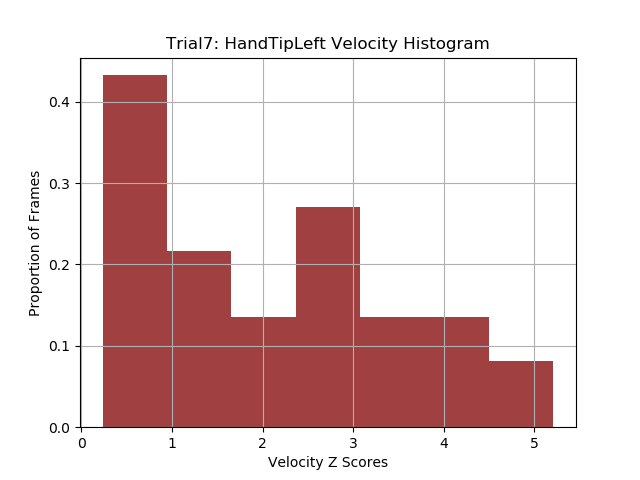 Trial7: HandTipLeft Velocity Histogram
0.4
0.3
0.2
0.1
0.0
Proportion of Frames
0 1 2 3 4 5
Velocity Z Scores